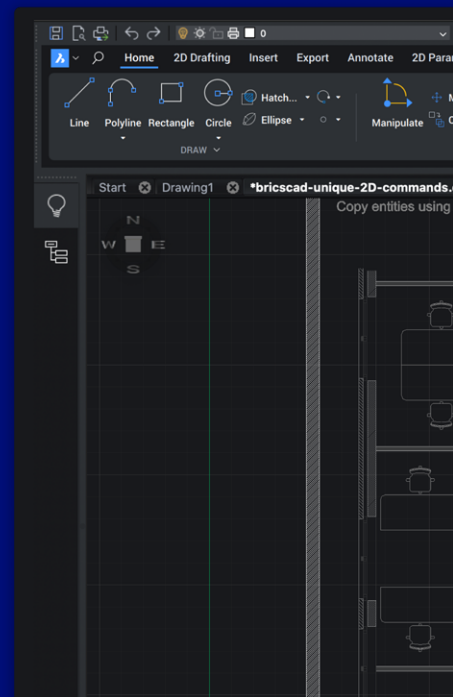 0
Home 2D Drafting Insert Export Annotate 2D Para
Line Polyline Rectangle Circle Hatch... Ellipse Manipulate
DRAW
Start Drawing1 *bricscad-unique-2D-commands.
Copy entities using
N
W E
S